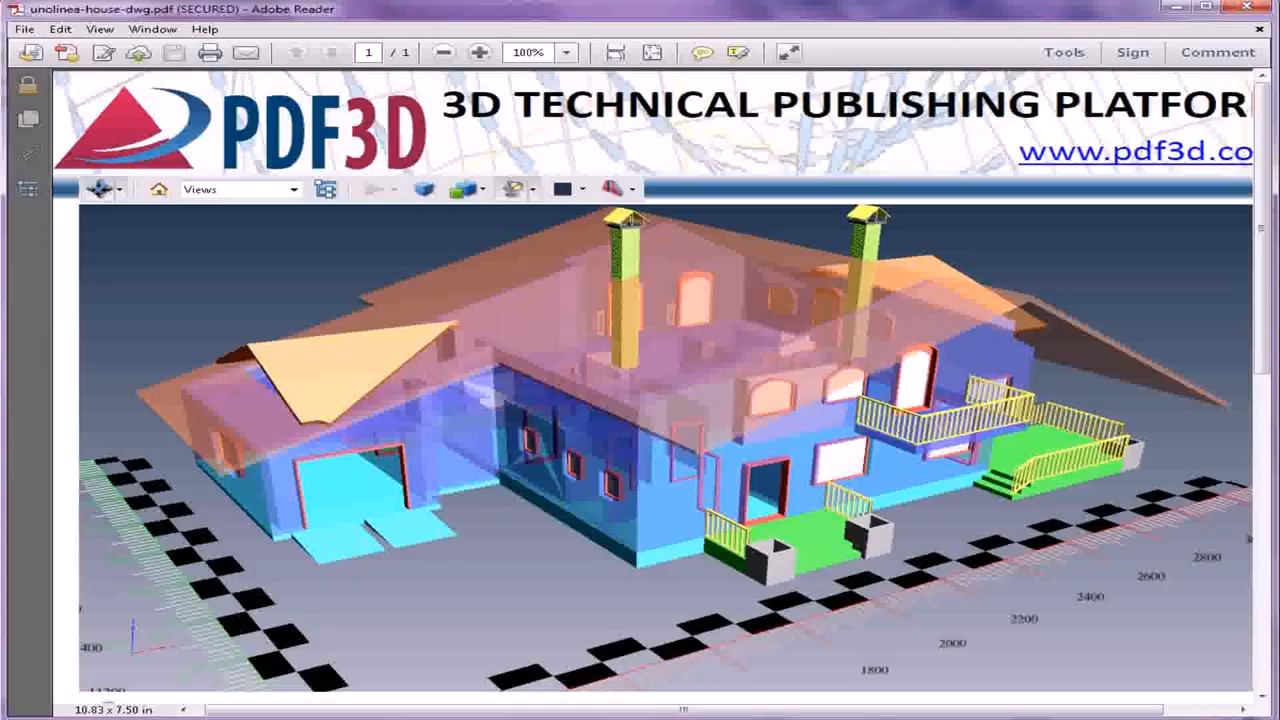 unolinea-house-dwg.pdf (SECURED) - Adobe Reader
File Edit View Window Help
1 / 1 100% Tools Sign Comment
PDF3D 3D TECHNICAL PUBLISHING PLATFOR
www.pdf3d.co
Views
2800
2600
2400
2200
2000
1800
400
10.83 x 7.50 in